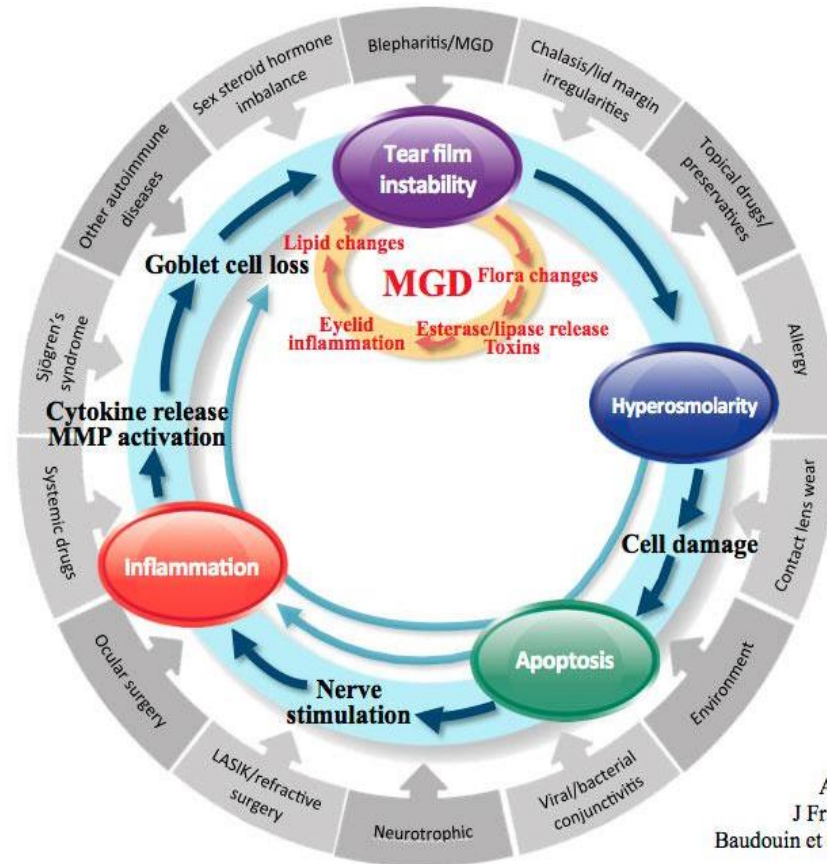 Blepharitis/MGD
Chalasis/lid margin
irregularities
Topical drugs/
preservatives
Allergy
Contact lens wear
Environment
Viral/bacterial
conjunctivitis
Neurotrophic
LASIK/refractive
surgery
Ocular surgery
Systemic drugs
Sjögren's
syndrome
Other autoimmune
diseases
Sex steroid hormone
imbalance
Tear film
instability
Lipid changes
Goblet cell loss
MGD
Flora changes
Eyelid
inflammation
Esterase/lipase release
Toxins
Hyperosmolarity
Cytokine release
MMP activation
Cell damage
Inflammation
Apoptosis
Nerve
stimulation
A
J Fr
Baudouin et